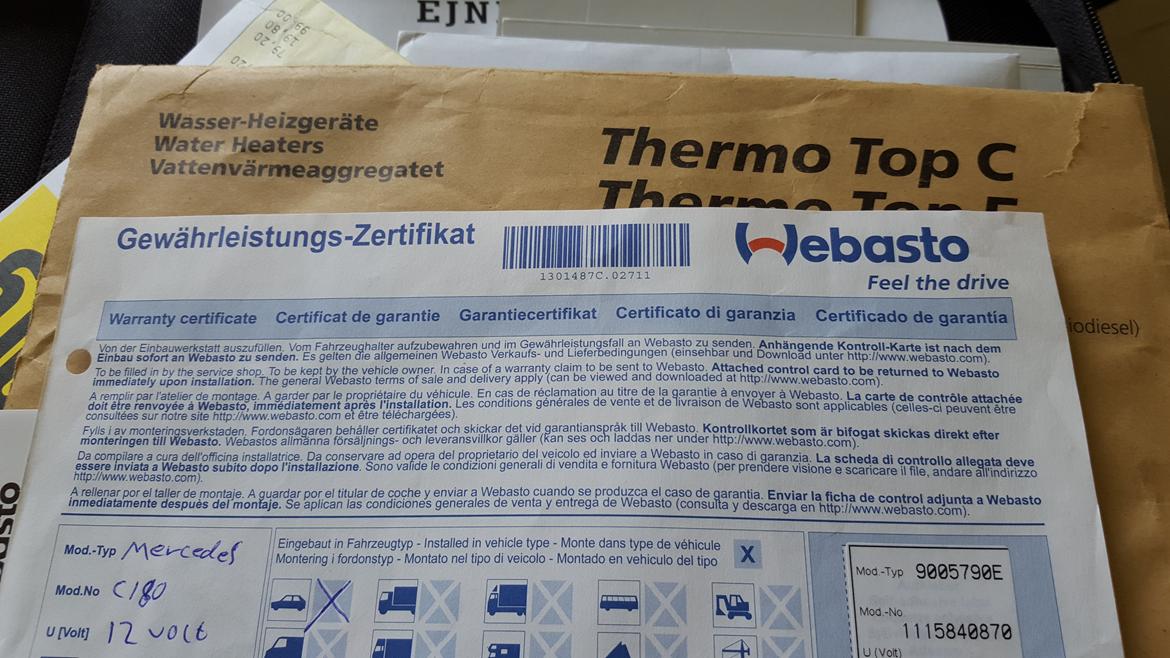 EJN
99.00
19.80
79.20
Wasser-Heizgeräte
Water Heaters
Vattenvärmeaggregatet
Thermo Top C
Thermo Top E
iodiesel)
Gewährleistungs-Zertifikat
1301487C.02711
Webasto
Feel the drive
Warranty certificate Certificat de garantie Garantiecertifikat Certificato di garanzia Certificado de garantía
Von der Einbauwerkstatt auszufüllen. Vom Fahrzeughalter aufzubewahren und im Gewährleistungsfall an Webasto zu senden. Anhängende Kontroll-Karte ist nach dem
Einbau sofort an Webasto zu senden. Es gelten die allgemeinen Webasto Verkaufs- und Lieferbedingungen (einsehbar und Download unter http://www.webasto.com).
To be filled in by the service shop. To be kept by the vehicle owner. In case of a warranty claim to be sent to Webasto. Attached control card to be returned to Webasto
immediately upon installation. The general Webasto terms of sale and delivery apply (can be viewed and downloaded at http://www.webasto.com).
A remplir par l'atelier de montage. A garder par le propriétaire du véhicule. En cas de réclamation au titre de la garantie à envoyer à Webasto. La carte de contrôle attachée
doit être renvoyée à Webasto, immédiatement après l'installation. Les conditions générales de vente et de livraison de Webasto sont applicables (celles-ci peuvent être
consultées sur notre site http://www.webasto.com et être téléchargées).
Fylls i av monteringsverkstaden. Fordonsägaren behåller certifikatet och skickar det vid garantianspråk till Webasto. Kontrollkortet som är bifogat skickas direkt efter
monteringen till Webasto. Webastos allmänna försäljnings- och leveransvillkor gäller (kan ses och laddas ner under http://www.webasto.com).
Da compilare a cura dell'officina installatrice. Da conservare ad opera del proprietario del veicolo ed inviare a Webasto in caso di garanzia. La scheda di controllo allegata deve
essere inviata a Webasto subito dopo l'installazione. Sono valide le condizioni generali di vendita e fornitura Webasto (per prendere visione e scaricare il file, andare all'indirizzo
http://www.webasto.com).
A rellenar por el taller de montaje. A guardar por el titular de coche y enviar a Webasto cuando se produzca el caso de garantía. Enviar la ficha de control adjunta a Webasto
inmediatamente después del montaje. Se aplican las condiciones generales de venta y entrega de Webasto (consulta y descarga en http://www.webasto.com).
Mod.-Typ Mercedes
Mod.No C180
U [Volt] 12 volt
Eingebaut in Fahrzeugtyp - Installed in vehicle type - Monte dans type de véhicule
Montering i fordonstyp - Montato nel tipo di veicolo - Montado en vehículo del tipo
X
Mod.-Typ 9005790E
Mod.-No
1115840870
U (Volt)